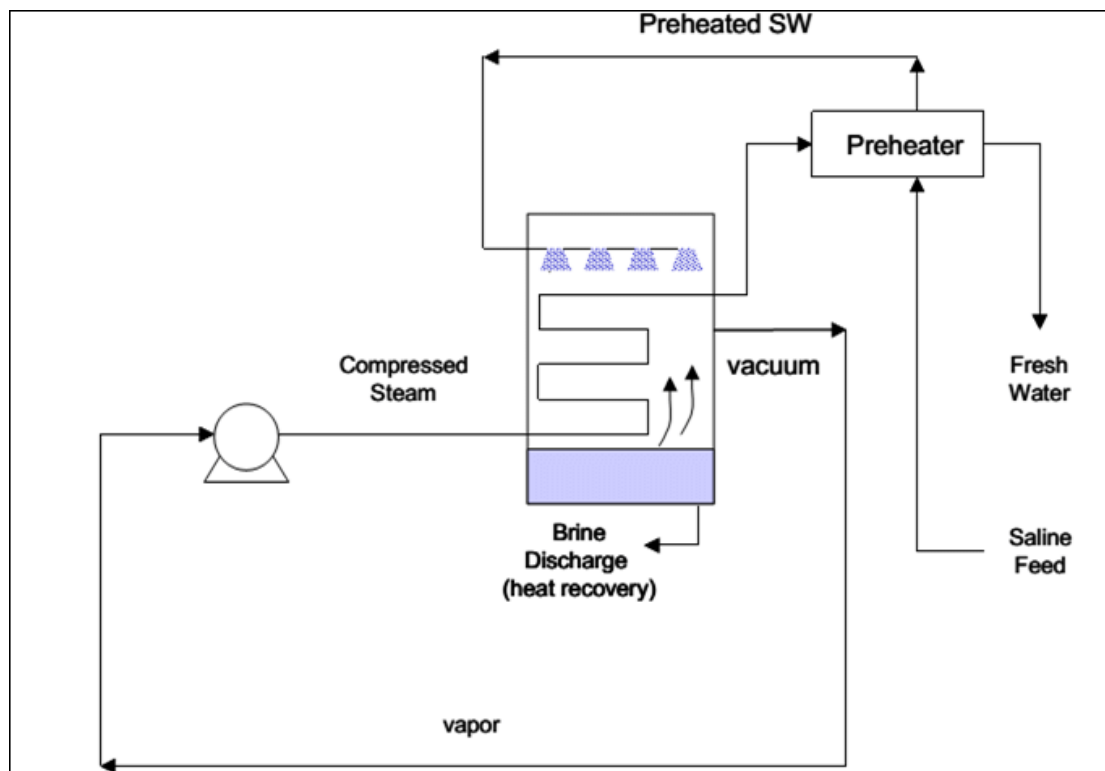 Preheated SW
Preheater
Compressed
Steam
vacuum
Fresh
Water
Brine
Discharge
(heat recovery)
Saline
Feed
vapor